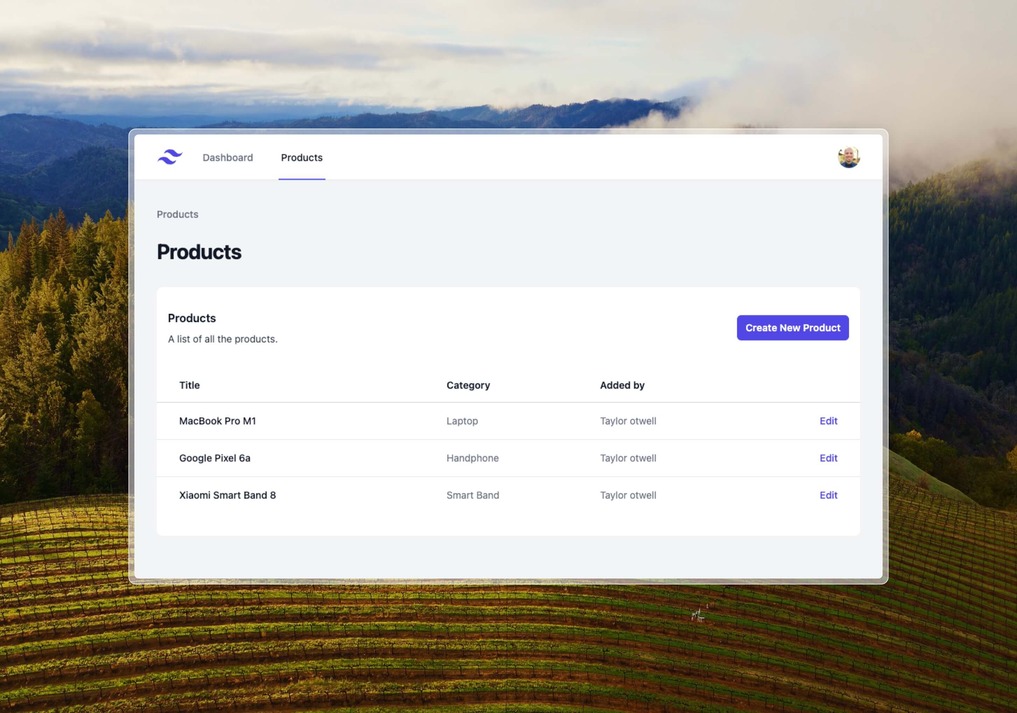 Dashboard Products
Products
Products
Products
A list of all the products.
Create New Product
Title Category Added by
MacBook Pro M1 Laptop Taylor otwell Edit
Google Pixel 6a Handphone Taylor otwell Edit
Xiaomi Smart Band 8 Smart Band Taylor otwell Edit